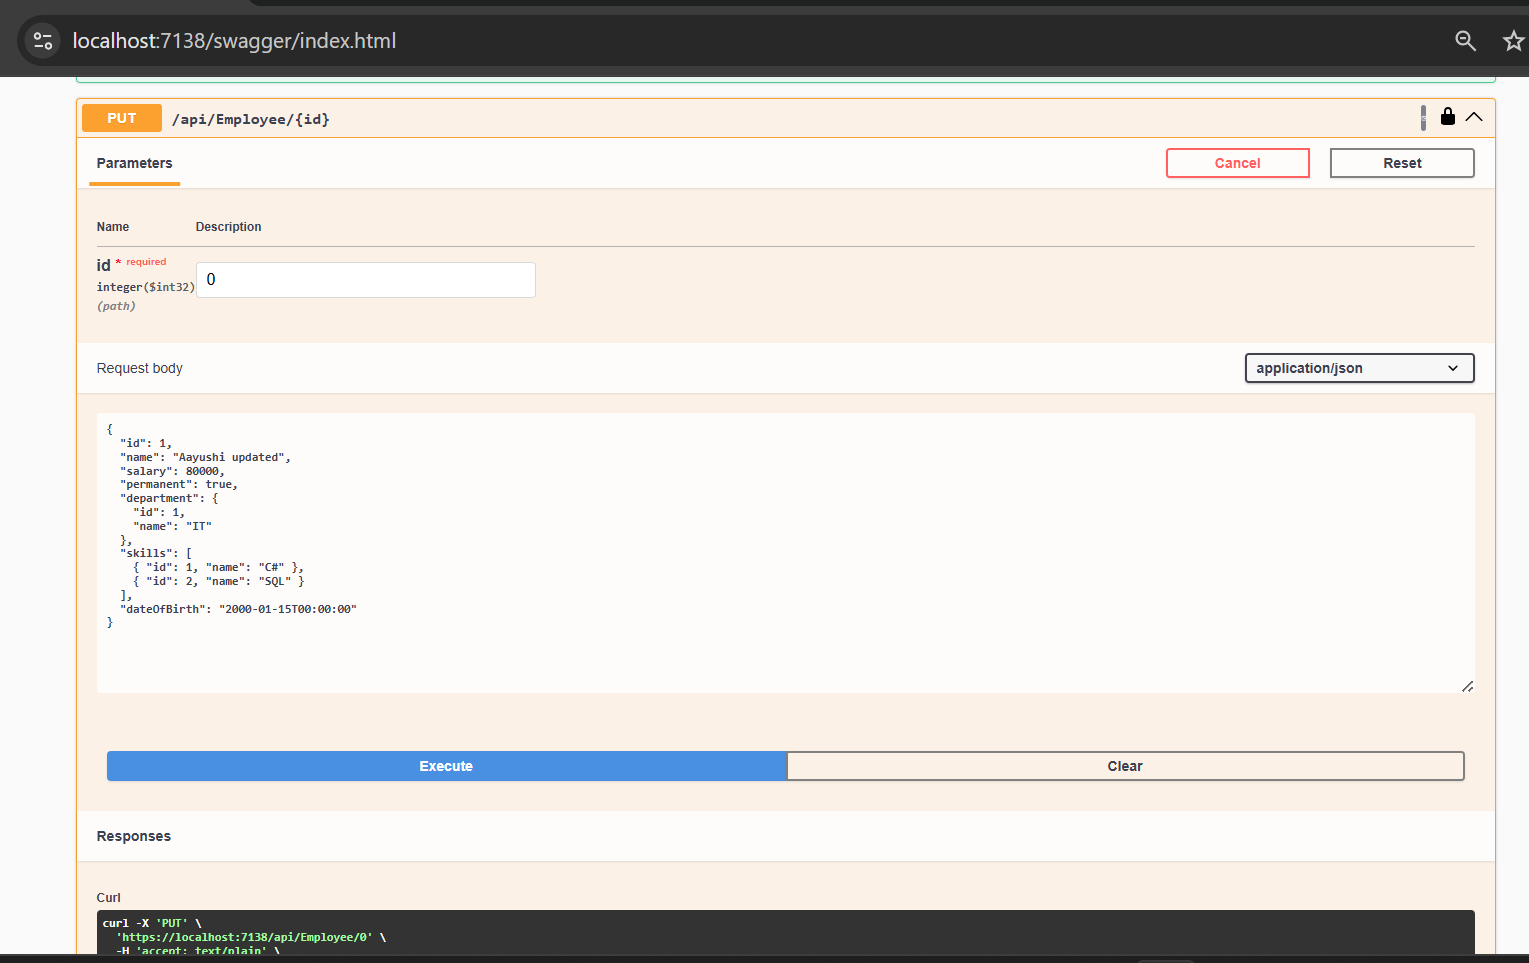 localhost:7138/swagger/index.html
PUT /api/Employee/{id}
Parameters Cancel Reset
Name Description
id * required
integer($int32)
(path)
0
Request body application/json
{
  "id": 1,
  "name": "Aayushi updated",
  "salary": 80000,
  "permanent": true,
  "department": {
    "id": 1,
    "name": "IT"
  },
  "skills": [
    { "id": 1, "name": "C#" },
    { "id": 2, "name": "SQL" }
  ],
  "dateOfBirth": "2000-01-15T00:00:00"
}
Execute Clear
Responses
Curl
curl -X 'PUT' \
  'https://localhost:7138/api/Employee/0' \
  -H 'accept: text/plain' \